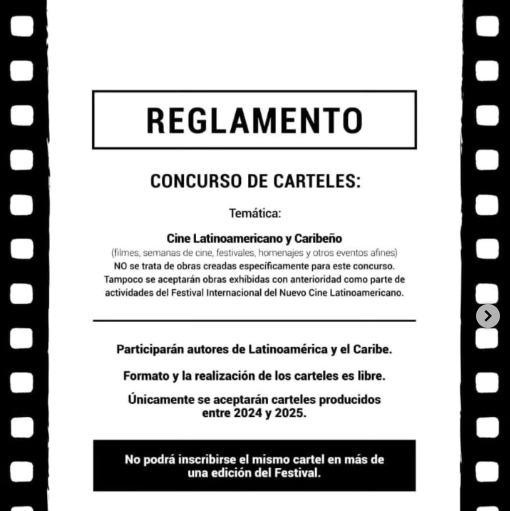 REGLAMENTO
CONCURSO DE CARTELES:
Temática:
Cine Latinoamericano y Caribeño
(filmes, semanas de cine, festivales, homenajes y otros eventos afines)
NO se trata de obras creadas específicamente para este concurso.
Tampoco se aceptarán obras exhibidas con anterioridad como parte de
actividades del Festival Internacional del Nuevo Cine Latinoamericano.
Participarán autores de Latinoamérica y el Caribe.
Formato y la realización de los carteles es libre.
Únicamente se aceptarán carteles producidos
entre 2024 y 2025.
No podrá inscribirse el mismo cartel en más de
una edición del Festival.